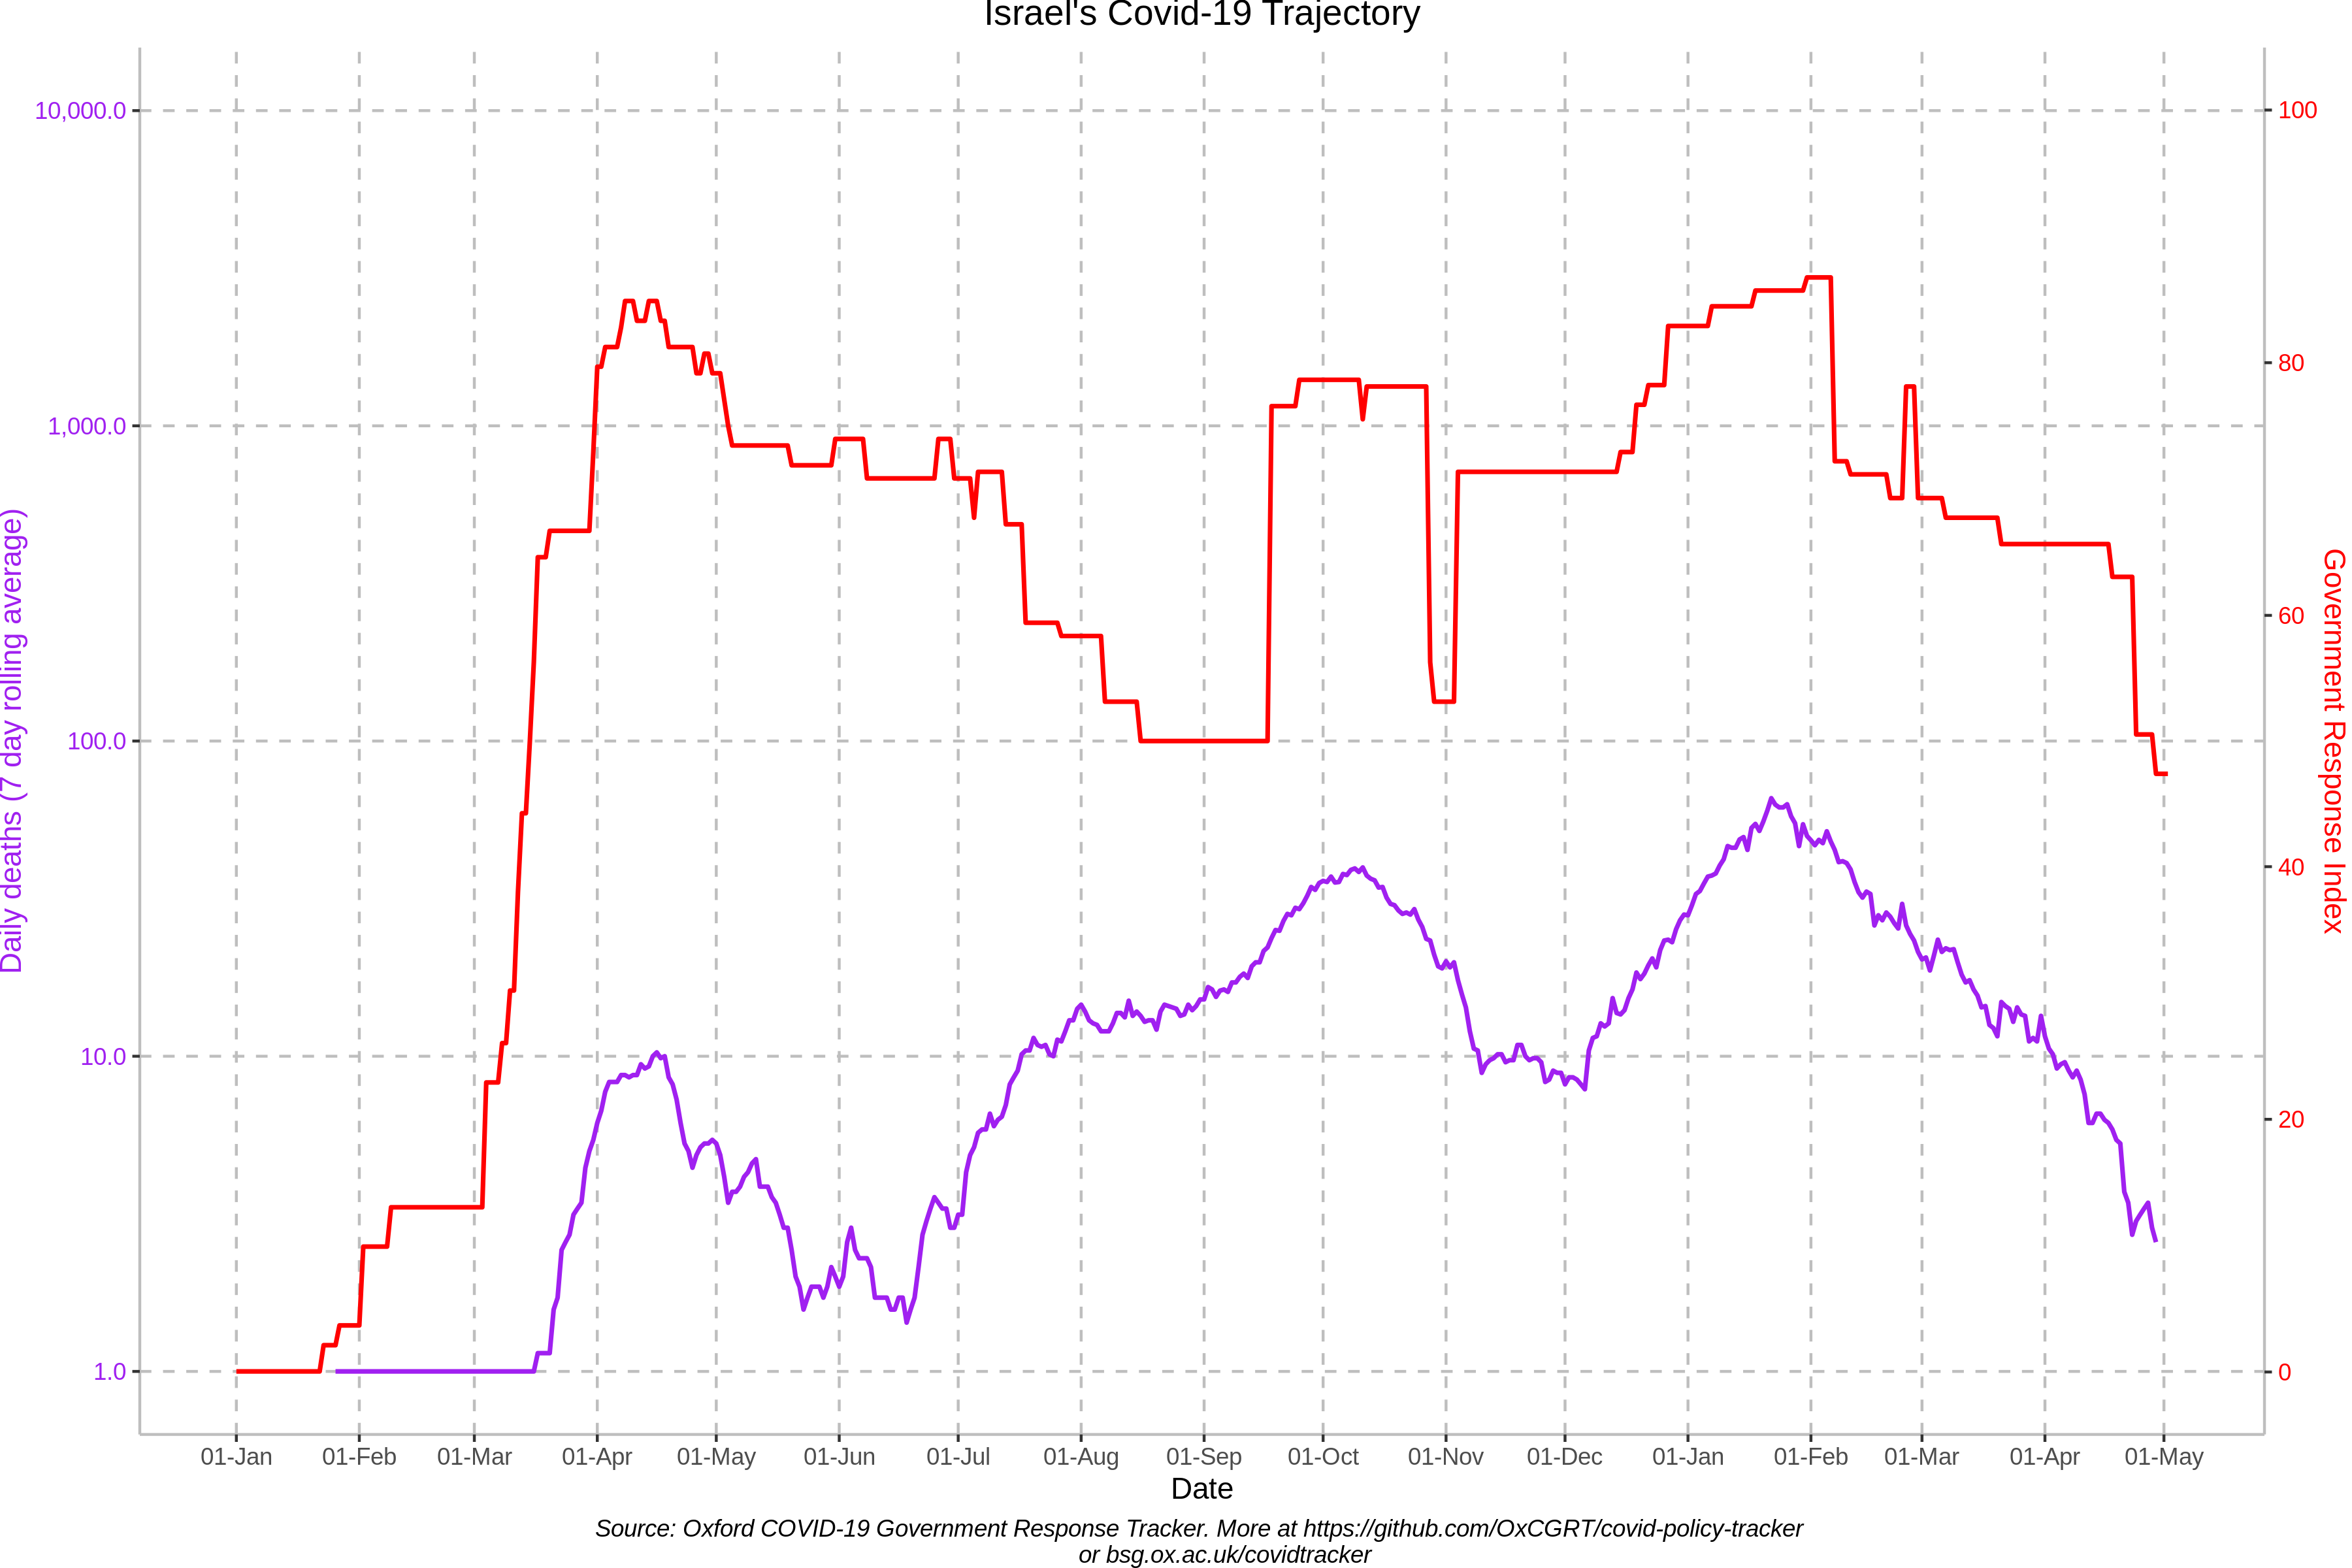 Israel's Covid-19 Trajectory
10,000.0
1,000.0
100.0
10.0
1.0
Daily deaths (7 day rolling average)
100
80
60
40
20
0
Government Response Index
01-Jan 01-Feb 01-Mar 01-Apr 01-May 01-Jun 01-Jul 01-Aug 01-Sep 01-Oct 01-Nov 01-Dec 01-Jan 01-Feb 01-Mar 01-Apr 01-May
Date
Source: Oxford COVID-19 Government Response Tracker. More at https://github.com/OxCGRT/covid-policy-tracker
or bsg.ox.ac.uk/covidtracker